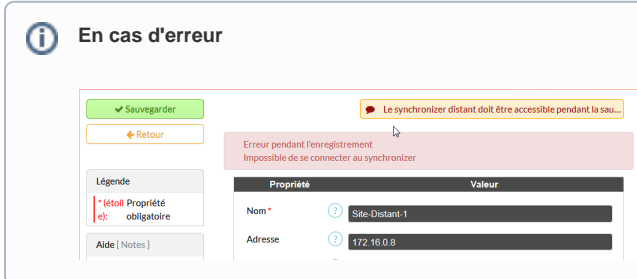 En cas d'erreur
Sauvegarder
Le synchronizer distant doit être accessible pendant la sau...
Retour
Erreur pendant l'enregistrement
Impossible de se connecter au synchronizer
Légende
* (étoil Propriété
e): obligatoire
Aide [ Notes ]
Propriété Valeur
Nom * ? Site-Distant-1
Adresse ? 172.16.0.8